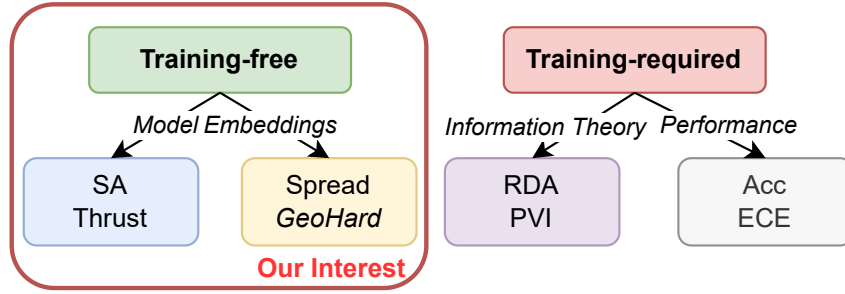 Training-free
Training-required
Model Embeddings
Information Theory
Performance
SA
Thrust
Spread
GeoHard
RDA
PVI
Acc
ECE
Our Interest